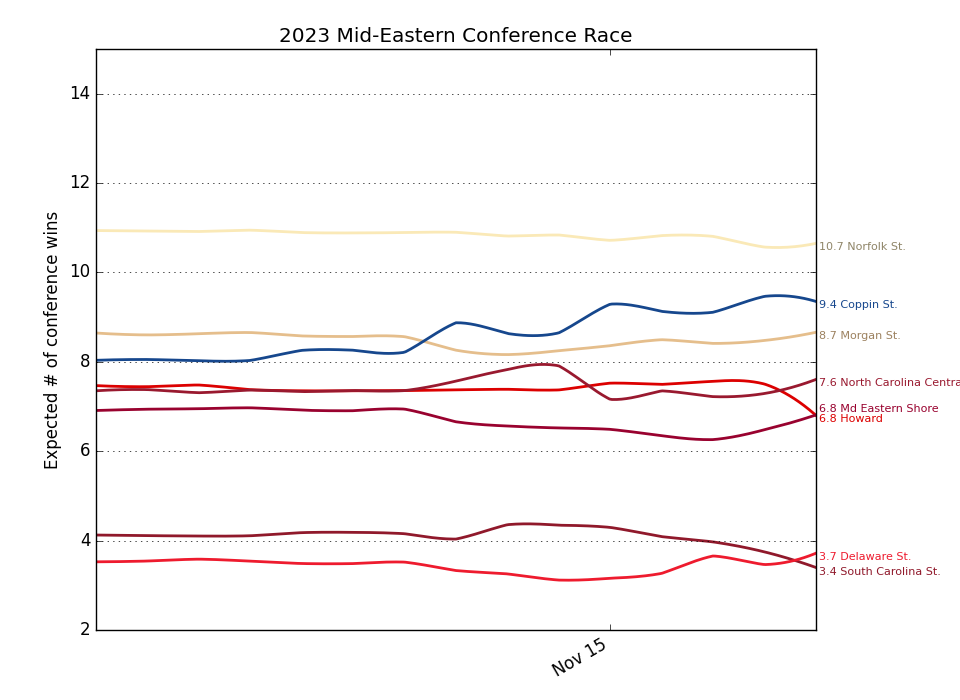 2023 Mid-Eastern Conference Race
Expected # of conference wins
14
12
10
8
6
4
2
Nov 15
10.7 Norfolk St.
9.4 Coppin St.
8.7 Morgan St.
7.6 North Carolina Centra
6.8 Md Eastern Shore
6.8 Howard
3.7 Delaware St.
3.4 South Carolina St.